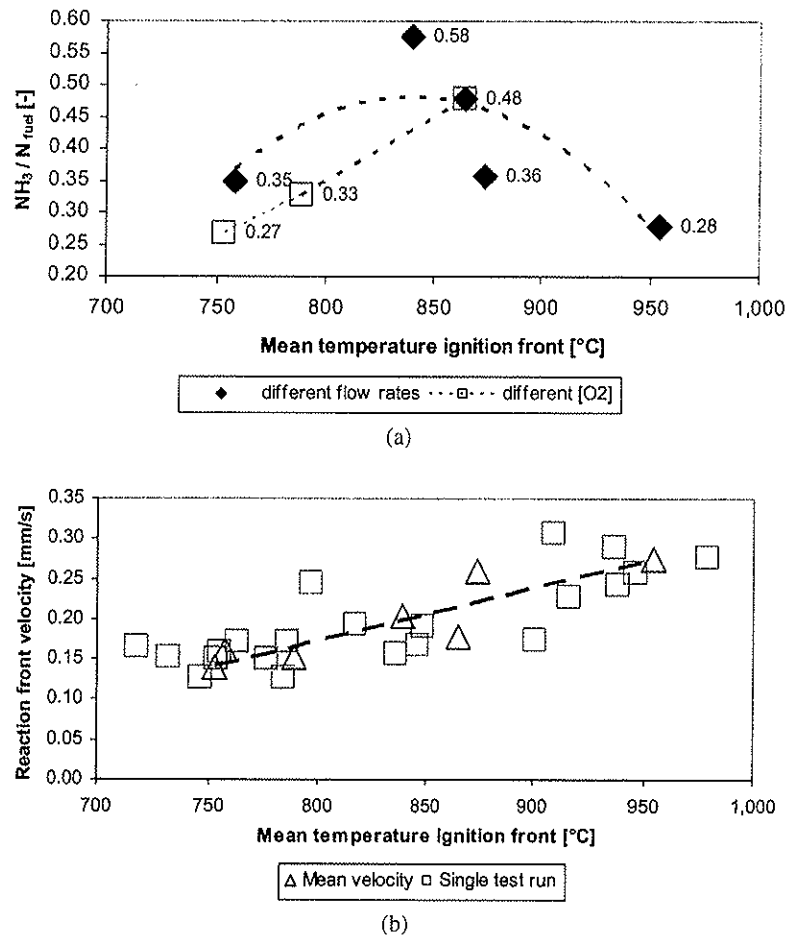 0.60
0.55
0.50
0.45
0.40
0.35
0.30
0.25
0.20
NH₃ / N fuel [-]
0.58
0.48
0.35
0.36
0.33
0.27
0.28
700 750 800 850 900 950 1,000
Mean temperature ignition front [°C]
different flow rates different [O2]
(a)
0.35
0.30
0.25
0.20
0.15
0.10
0.05
0.00
Reaction front velocity [mm/s]
700 750 800 850 900 950 1,000
Mean temperature ignition front [°C]
Mean velocity Single test run
(b)